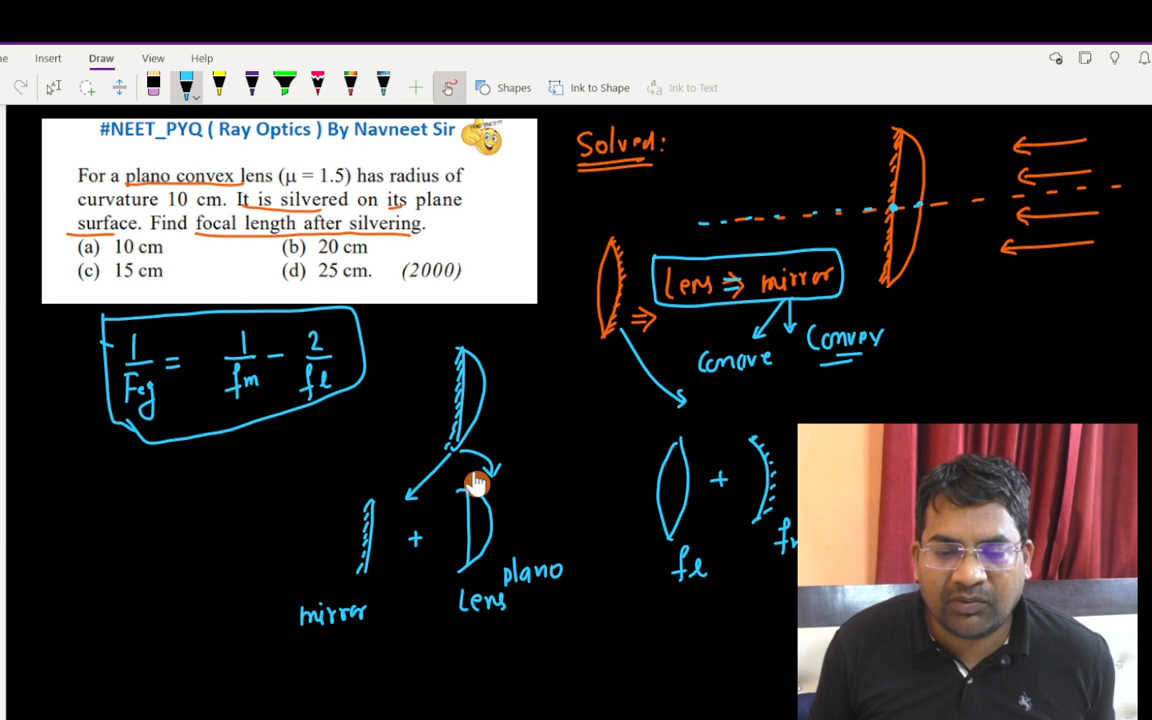 Insert Draw View Help
Shapes Ink to Shape Ink to Text
#NEET_PYQ ( Ray Optics ) By Navneet Sir
For a plano convex lens (μ = 1.5) has radius of
curvature 10 cm. It is silvered on its plane
surface. Find focal length after silvering.
(a) 10 cm (b) 20 cm
(c) 15 cm (d) 25 cm. (2000)
Solved:
lens ⇒ mirror
⇒
Concave Convex
1/Feq = 1/fm - 2/fl
+
+
fl
plano
mirror lens